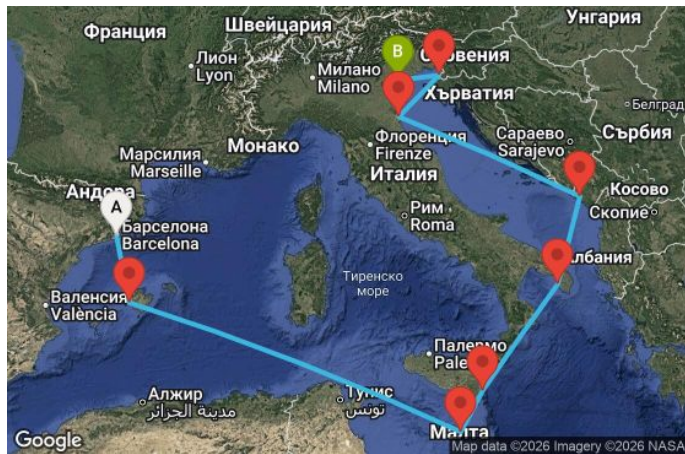 Франция
Швейцария
Унгария
Лион
Lyon
Милано
Milano
B
Словения
Хърватия
Белград
Монако
Флоренция
Firenze
Сараево
Sarajevo
Сърбия
Марсилия
Marseille
Италия
Косово
Андора
A
Барселона
Barcelona
Рим
Roma
Скопие
Албания
Тиренско
море
Валенсия
València
Палермо
Алжир
مدينة الجزائر
Тунис
تونس
Малта
Google
Map data ©2026 Imagery ©2026 NASA